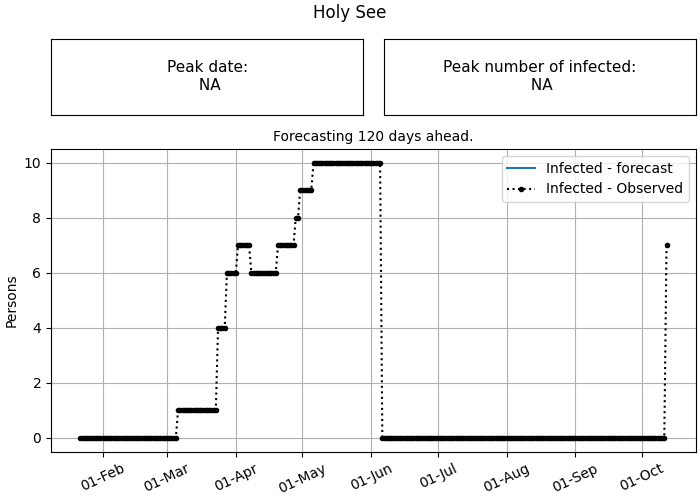 Holy See
Peak date:
NA
Peak number of infected:
NA
Forecasting 120 days ahead.
Infected - forecast
Infected - Observed
Persons
10
8
6
4
2
0
01-Feb
01-Mar
01-Apr
01-May
01-Jun
01-Jul
01-Aug
01-Sep
01-Oct